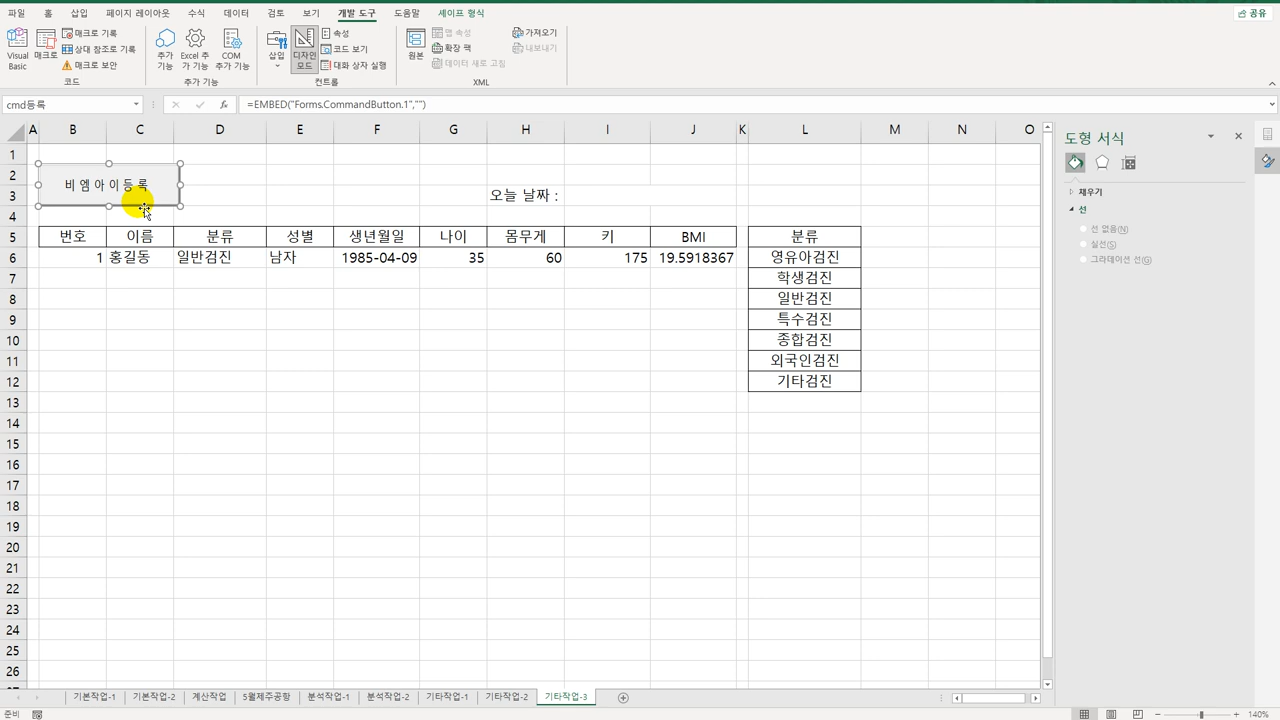 파일 홈 삽입 페이지 레이아웃 수식 데이터 검토 보기 개발 도구 도움말 셰이프 형식 공유
Visual Basic 매크로 매크로 기록 상대 참조로 기록 매크로 보안
추가 기능 Excel 추가 기능 COM 추가 기능
삽입 디자인 모드 속성 코드 보기 대화 상자 실행
원본 맵 속성 확장 팩 데이터 새로 고침 가져오기 내보내기
코드 추가 기능 컨트롤 XML
cmd등록 fx =EMBED("Forms.CommandButton.1","")
A B C D E F G H I J K L M N O
도형 서식
1
2 비 엠 아 이 등 록
채우기
3 오늘 날짜 :
선
4
선 없음(N)
5 번호 이름 분류 성별 생년월일 나이 몸무게 키 BMI 분류
실선(S)
6 1 홍길동 일반검진 남자 1985-04-09 35 60 175 19.5918367 영유아검진
그라데이션 선(G)
7 학생검진
8 일반검진
9 특수검진
10 종합검진
11 외국인검진
12 기타검진
13
14
15
16
17
18
19
20
21
22
23
24
25
26
기본작업-1 기본작업-2 계산작업 5월제주공항 분석작업-1 분석작업-2 기타작업-1 기타작업-2 기타작업-3
준비 140%